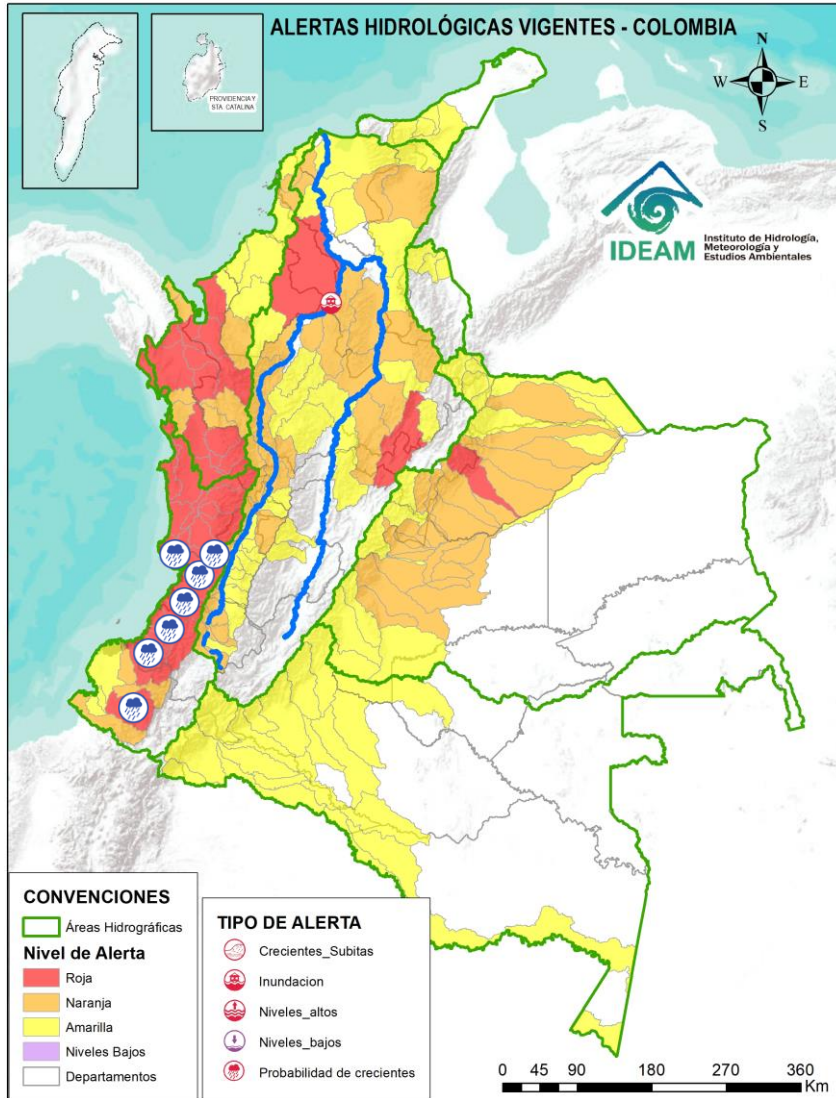 ALERTAS HIDROLÓGICAS VIGENTES - COLOMBIA
PROVIDENCIA Y
STA. CATALINA
N
W
E
S
IDEAM
Instituto de Hidrología,
Meteorología y
Estudios Ambientales
CONVENCIONES
Áreas Hidrográficas
Nivel de Alerta
Roja
Naranja
Amarilla
Niveles Bajos
Departamentos
TIPO DE ALERTA
Crecientes_Subitas
Inundacion
Niveles_altos
Niveles_bajos
Probabilidad de crecientes
0 45 90 180 270 360
Km